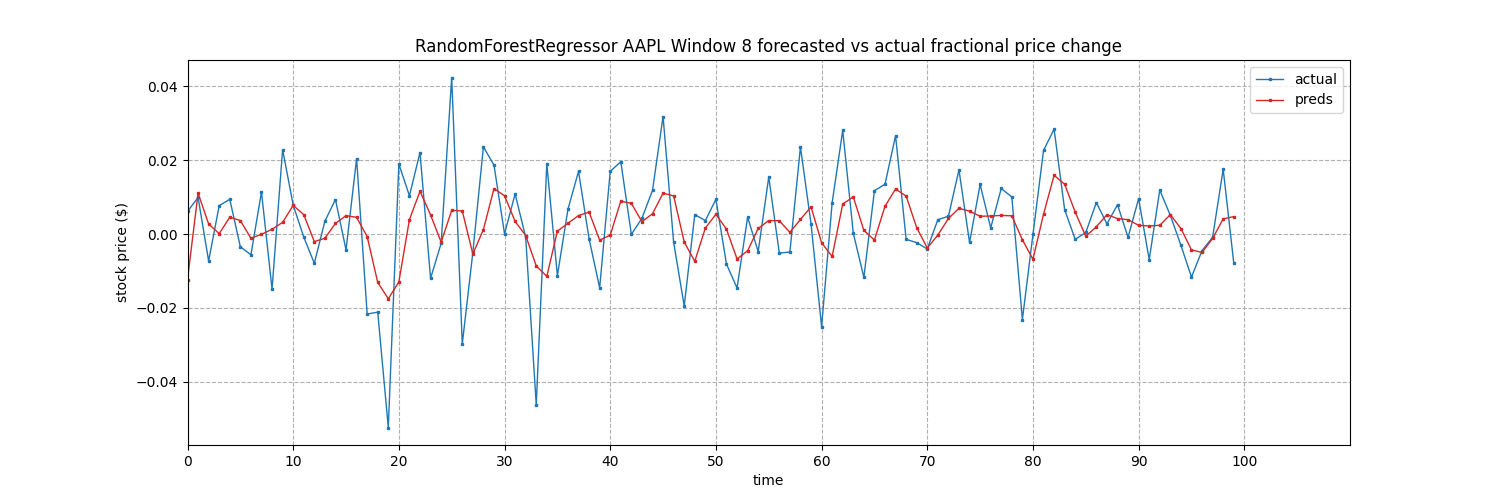 RandomForestRegressor AAPL Window 8 forecasted vs actual fractional price change
actual
preds
0.04
0.02
0.00
−0.02
−0.04
stock price ($)
0 10 20 30 40 50 60 70 80 90 100
time